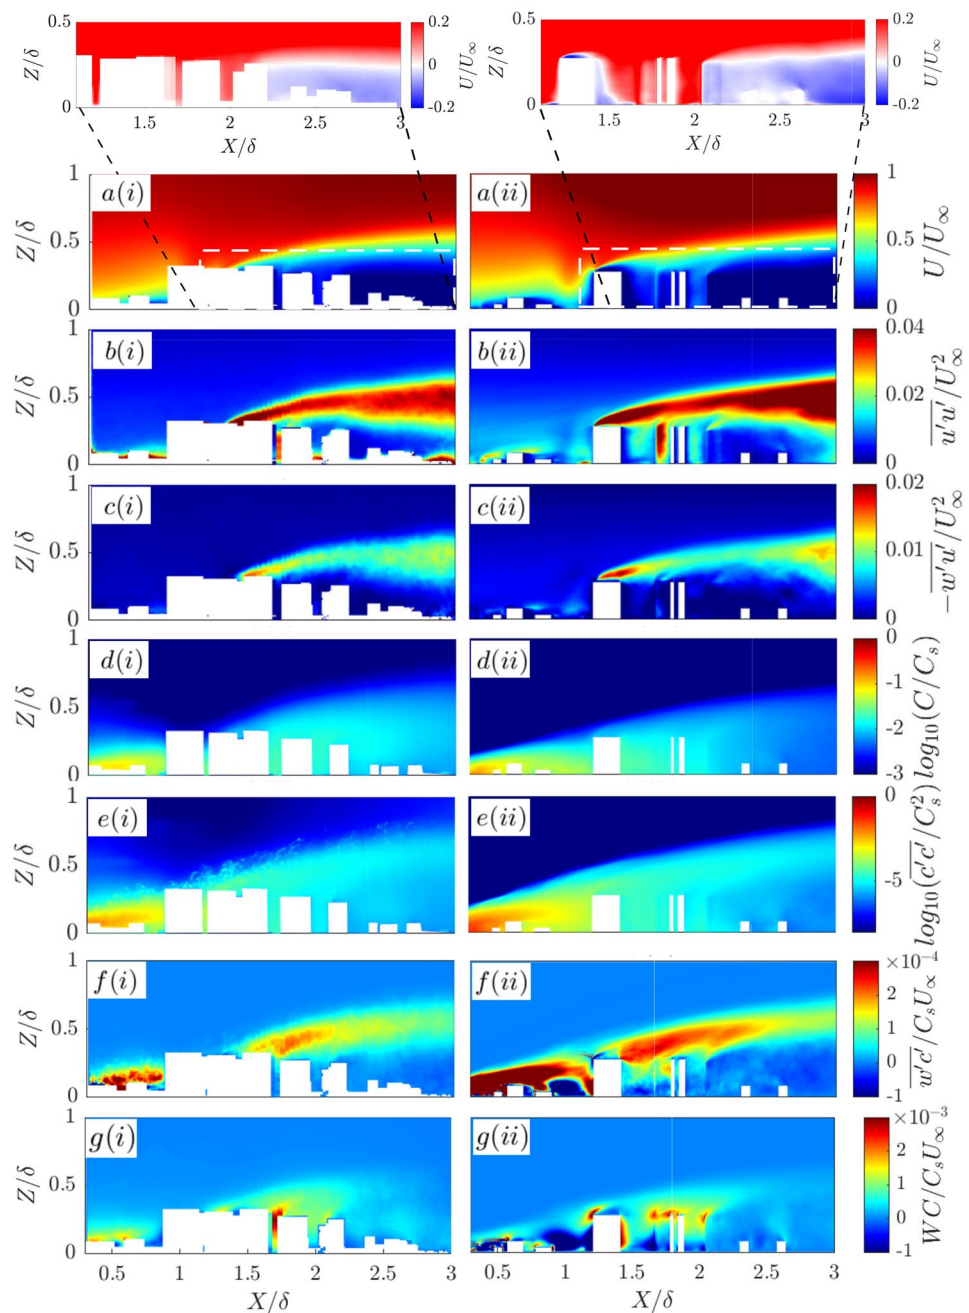 0.5 0.5
Z/δ Z/δ
0 0
0.2 0 -0.2 U/U∞
0.2 0 -0.2 U/U∞
1.5 2 2.5 3
1.5 2 2.5 3
X/δ X/δ
a(i) a(ii)
1 0.5 0 Z/δ
1 0 U/U∞
b(i) b(ii)
1 0.5 0 Z/δ
0.04 0.02 0 u'u'/U∞²
c(i) c(ii)
1 0.5 0 Z/δ
0.02 0.01 0 −w'u'/U∞²
d(i) d(ii)
1 0.5 0 Z/δ
0 -1 -2 -3 log₁₀(C/Cₛ)
e(i) e(ii)
1 0.5 0 Z/δ
0 -5 log₁₀(c'c'/Cₛ²)
f(i) f(ii)
1 0.5 0 Z/δ
×10⁻⁴ 2 1 0 -1 w'c'/CₛU∝
g(i) g(ii)
1 0.5 0 Z/δ
×10⁻³ 2 1 0 -1 WC/CₛU∞
0.5 1 1.5 2 2.5 3
0.5 1 1.5 2 2.5 3
X/δ X/δ